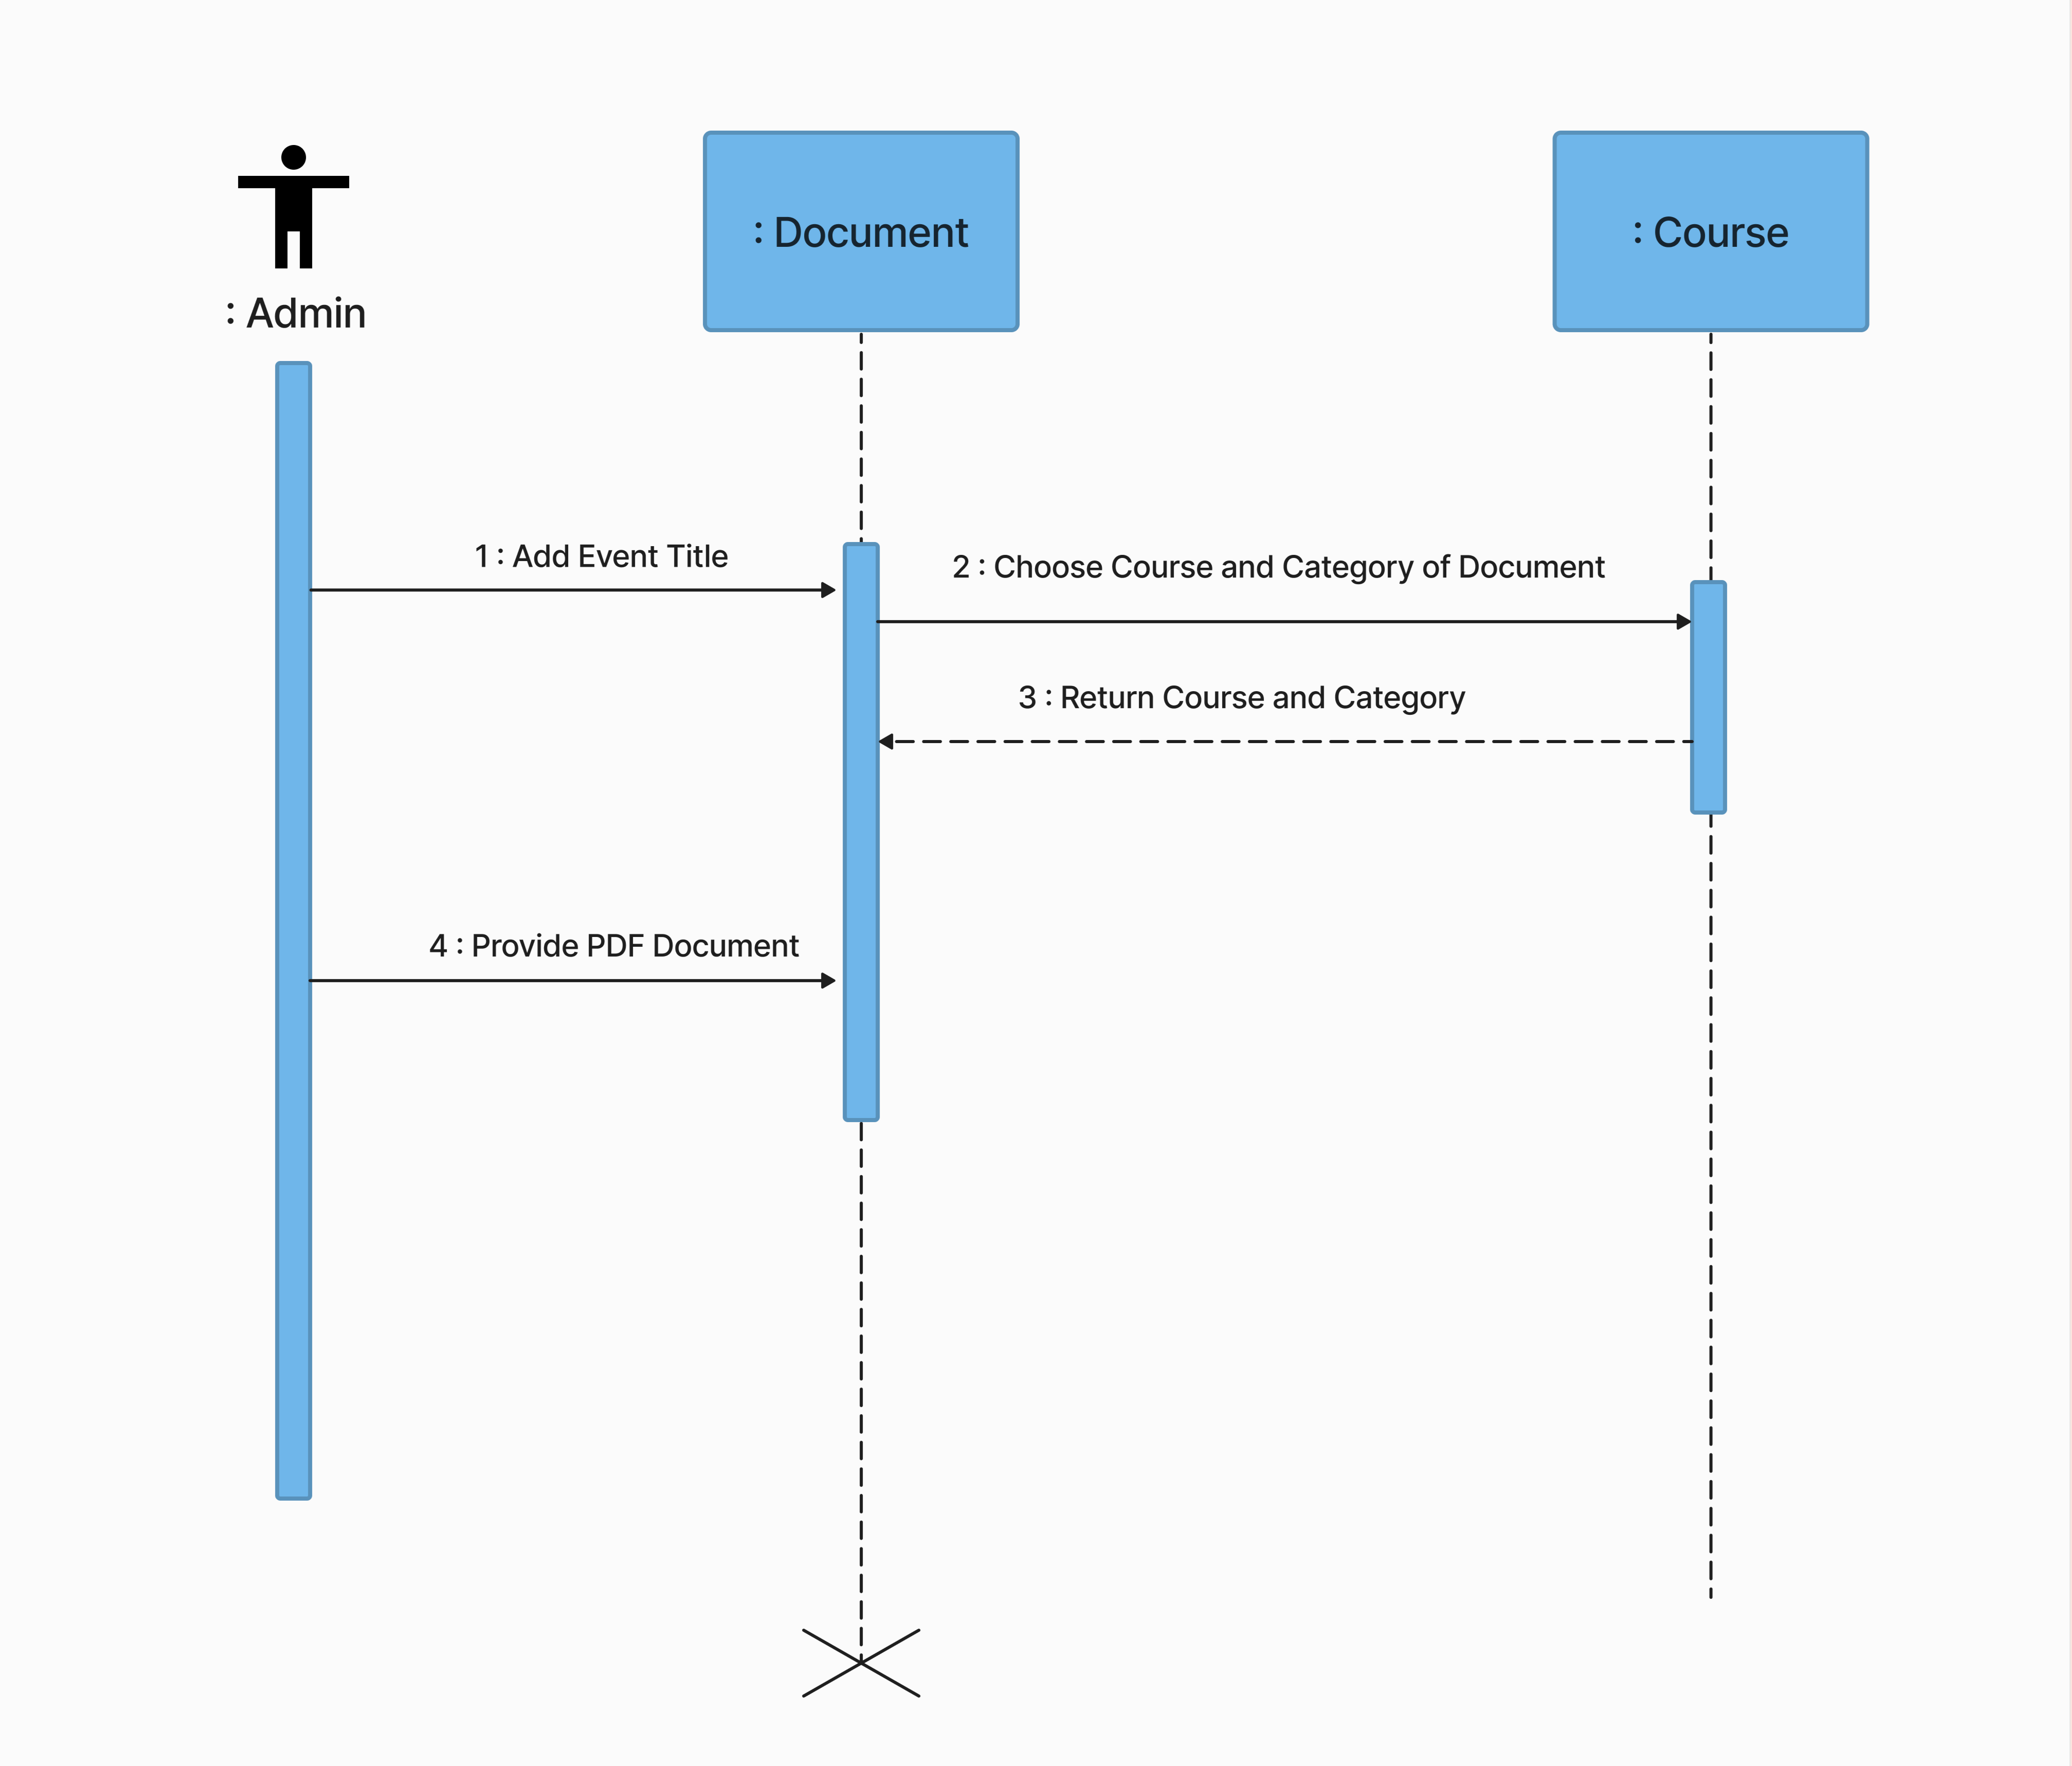 : Admin
: Document
: Course
1 : Add Event Title
2 : Choose Course and Category of Document
3 : Return Course and Category
4 : Provide PDF Document